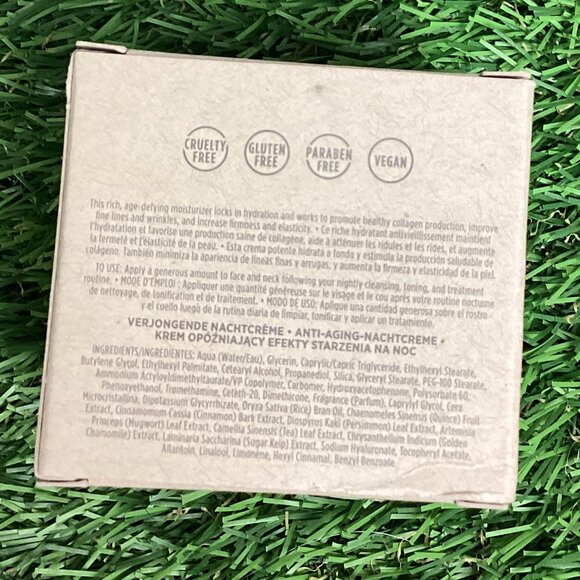 CRUELTY FREE
GLUTEN FREE
PARABEN FREE
VEGAN
This rich, age-defying moisturizer locks in hydration and works to promote healthy collagen production, improve
fine lines and wrinkles, and increase firmness and elasticity. • Ce riche hydratant antivieillissement maintient
l'hydratation et favorise une production saine de collagène, aide à atténuer les ridules et les rides, et augmente
la fermeté et l'élasticité de la peau. • Esta crema potente hidrata a fondo y estimula la producción saludable de
colágeno. También minimiza la apariencia de líneas finas y arrugas, y aumenta la firmeza y elasticidad de la piel.
TO USE: Apply a generous amount to face and neck following your nightly cleansing, toning, and treatment
routine. • MODE D'EMPLOI : Appliquer une quantité généreuse sur le visage et le cou après votre routine nocturne
de nettoyage, de tonification et de traitement. • MODO DE USO: Aplique una cantidad generosa sobre el rostro
y el cuello luego de la rutina diaria de limpiar, tonificar y aplicar un tratamiento.
VERJONGENDE NACHTCRÈME • ANTI-AGING-NACHTCREME •
KREM OPÓŹNIAJĄCY EFEKTY STARZENIA NA NOC
INGREDIENTS/INGRÉDIENTS: Aqua (Water/Eau), Glycerin, Caprylic/Capric Triglyceride, Ethylhexyl Stearate,
Butylene Glycol, Ethylhexyl Palmitate, Cetearyl Alcohol, Propanediol, Silica, Glyceryl Stearate, PEG-100 Stearate,
Ammonium Acryloyldimethyltaurate/VP Copolymer, Carbomer, Hydroxyacetophenone, Polysorbate 60,
Phenoxyethanol, Tromethamine, Ceteth-20, Dimethicone, Fragrance (Parfum), Caprylyl Glycol, Cera
Microcristallina, Dipotassium Glycyrrhizate, Oryza Sativa (Rice) Bran Oil, Chaenomeles Sinensis (Quince) Fruit
Extract, Cinnamomum Cassia (Cinnamon) Bark Extract, Diospyros Kaki (Persimmon) Leaf Extract, Artemisia
Princeps (Mugwort) Leaf Extract, Camellia Sinensis (Tea) Leaf Extract, Chrysanthellum Indicum (Golden
Chamomile) Extract, Laminaria Saccharina (Sugar Kelp) Extract, Sodium Hyaluronate, Tocopheryl Acetate,
Allantoin, Linalool, Limonene, Hexyl Cinnamal, Benzyl Benzoate